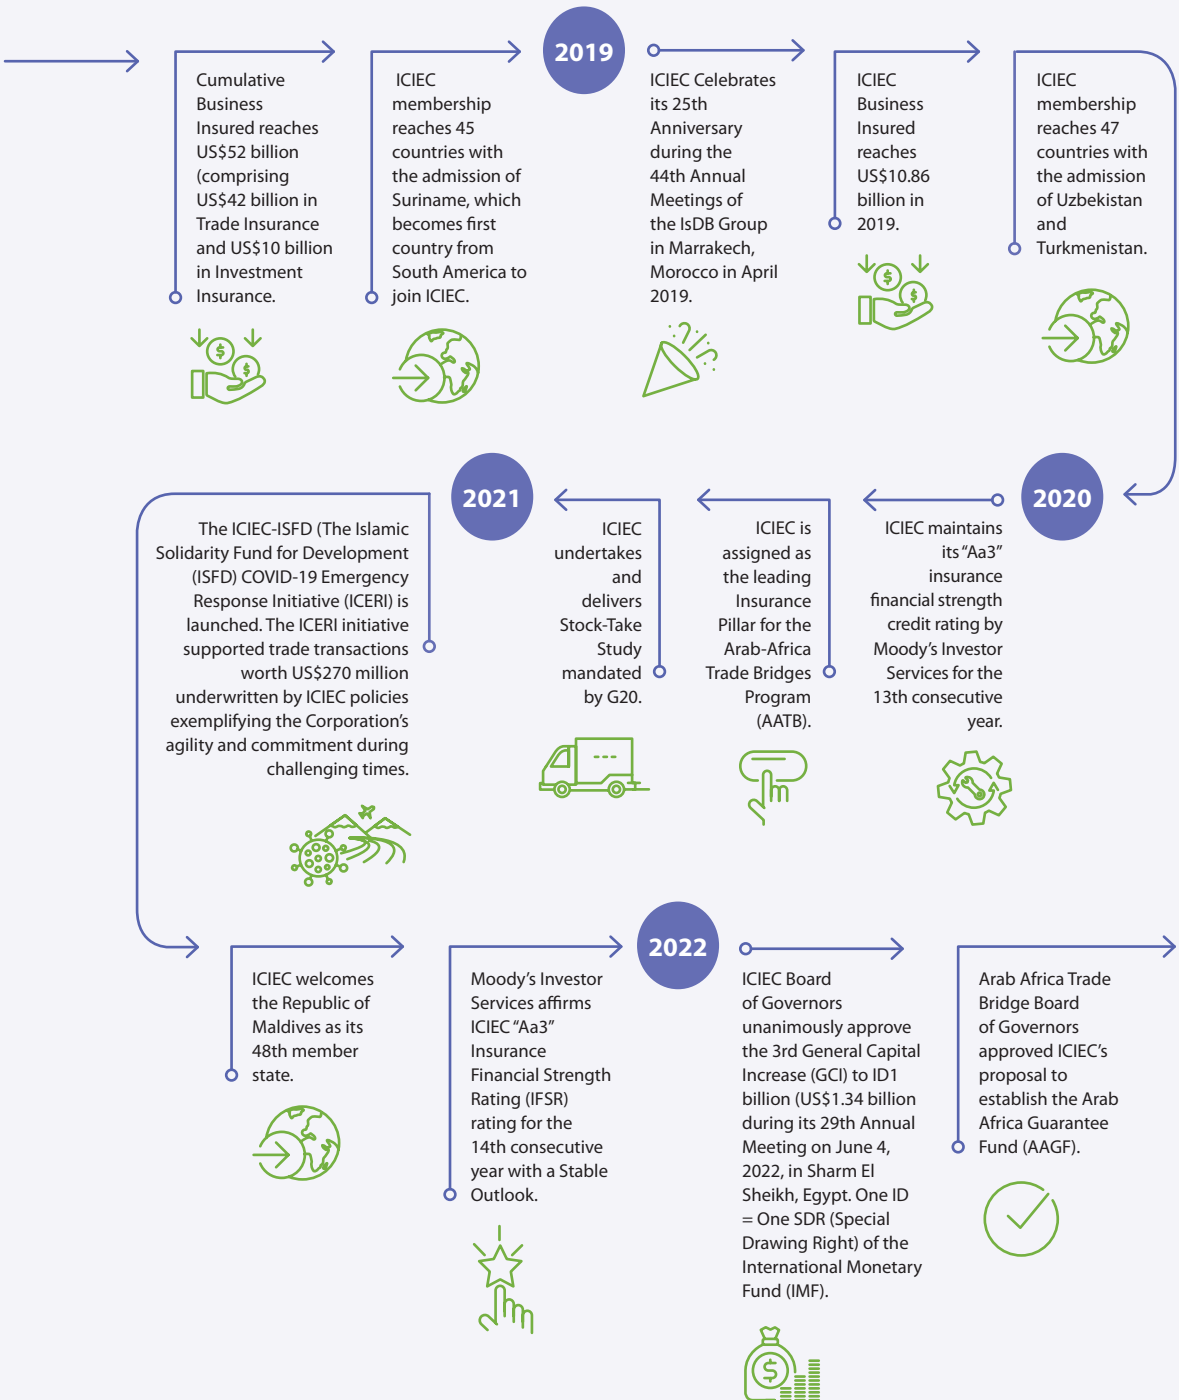 Cumulative
Business
Insured reaches
US$52 billion
(comprising
US$42 billion in
Trade Insurance
and US$10 billion
in Investment
Insurance.
ICIEC
membership
reaches 45
countries with
the admission of
Suriname, which
becomes first
country from
South America to
join ICIEC.
2019
ICIEC Celebrates
its 25th
Anniversary
during the
44th Annual
Meetings of
the IsDB Group
in Marrakech,
Morocco in April
2019.
ICIEC
Business
Insured
reaches
US$10.86
billion in
2019.
ICIEC
membership
reaches 47
countries with
the admission
of Uzbekistan
and
Turkmenistan.
2020
ICIEC maintains
its "Aa3"
insurance
financial strength
credit rating by
Moody's Investor
Services for the
13th consecutive
year.
ICIEC is
assigned as
the leading
Insurance
Pillar for the
Arab-Africa
Trade Bridges
Program
(AATB).
ICIEC
undertakes
and
delivers
Stock-Take
Study
mandated
by G20.
2021
The ICIEC-ISFD (The Islamic
Solidarity Fund for Development
(ISFD) COVID-19 Emergency
Response Initiative (ICERI) is
launched. The ICERI initiative
supported trade transactions
worth US$270 million
underwritten by ICIEC policies
exemplifying the Corporation's
agility and commitment during
challenging times.
ICIEC welcomes
the Republic of
Maldives as its
48th member
state.
Moody's Investor
Services affirms
ICIEC "Aa3"
Insurance
Financial Strength
Rating (IFSR)
rating for the
14th consecutive
year with a Stable
Outlook.
2022
ICIEC Board
of Governors
unanimously approve
the 3rd General Capital
Increase (GCI) to ID1
billion (US$1.34 billion
during its 29th Annual
Meeting on June 4,
2022, in Sharm El
Sheikh, Egypt. One ID
= One SDR (Special
Drawing Right) of the
International Monetary
Fund (IMF).
Arab Africa Trade
Bridge Board
of Governors
approved ICIEC's
proposal to
establish the Arab
Africa Guarantee
Fund (AAGF).